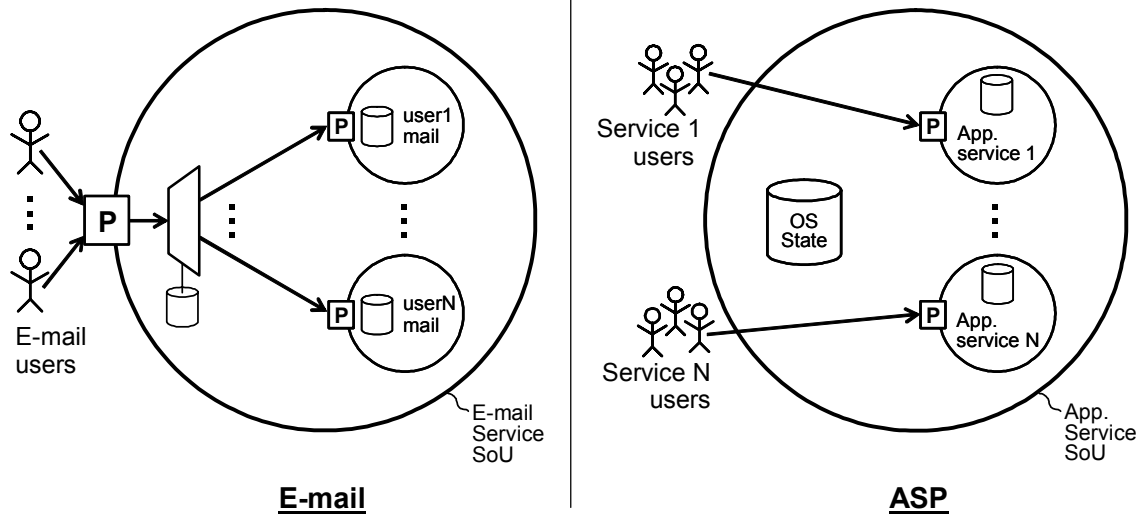 P
user1
mail
P
E-mail
users
P
userN
mail
E-mail
Service
SoU
E-mail
Service 1
users
P
App.
service 1
OS
State
Service N
users
P
App.
service N
App.
Service
SoU
ASP